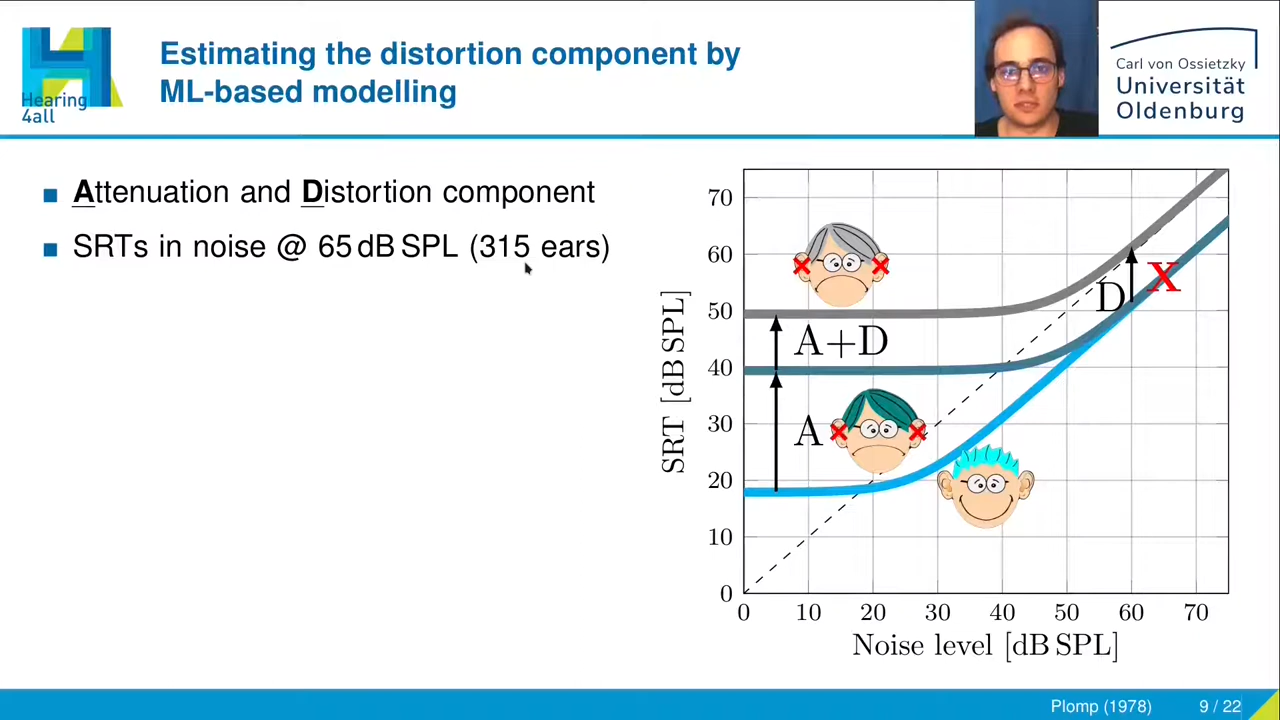 Hearing
4all
Estimating the distortion component by
ML-based modelling
Carl von Ossietzky
Universität
Oldenburg
Attenuation and Distortion component
SRTs in noise @ 65 dB SPL (315 ears)
SRT [dB SPL]
70
60
50
40
30
20
10
0
A+D
A
D
X
0 10 20 30 40 50 60 70
Noise level [dB SPL]
Plomp (1978)
9 / 22